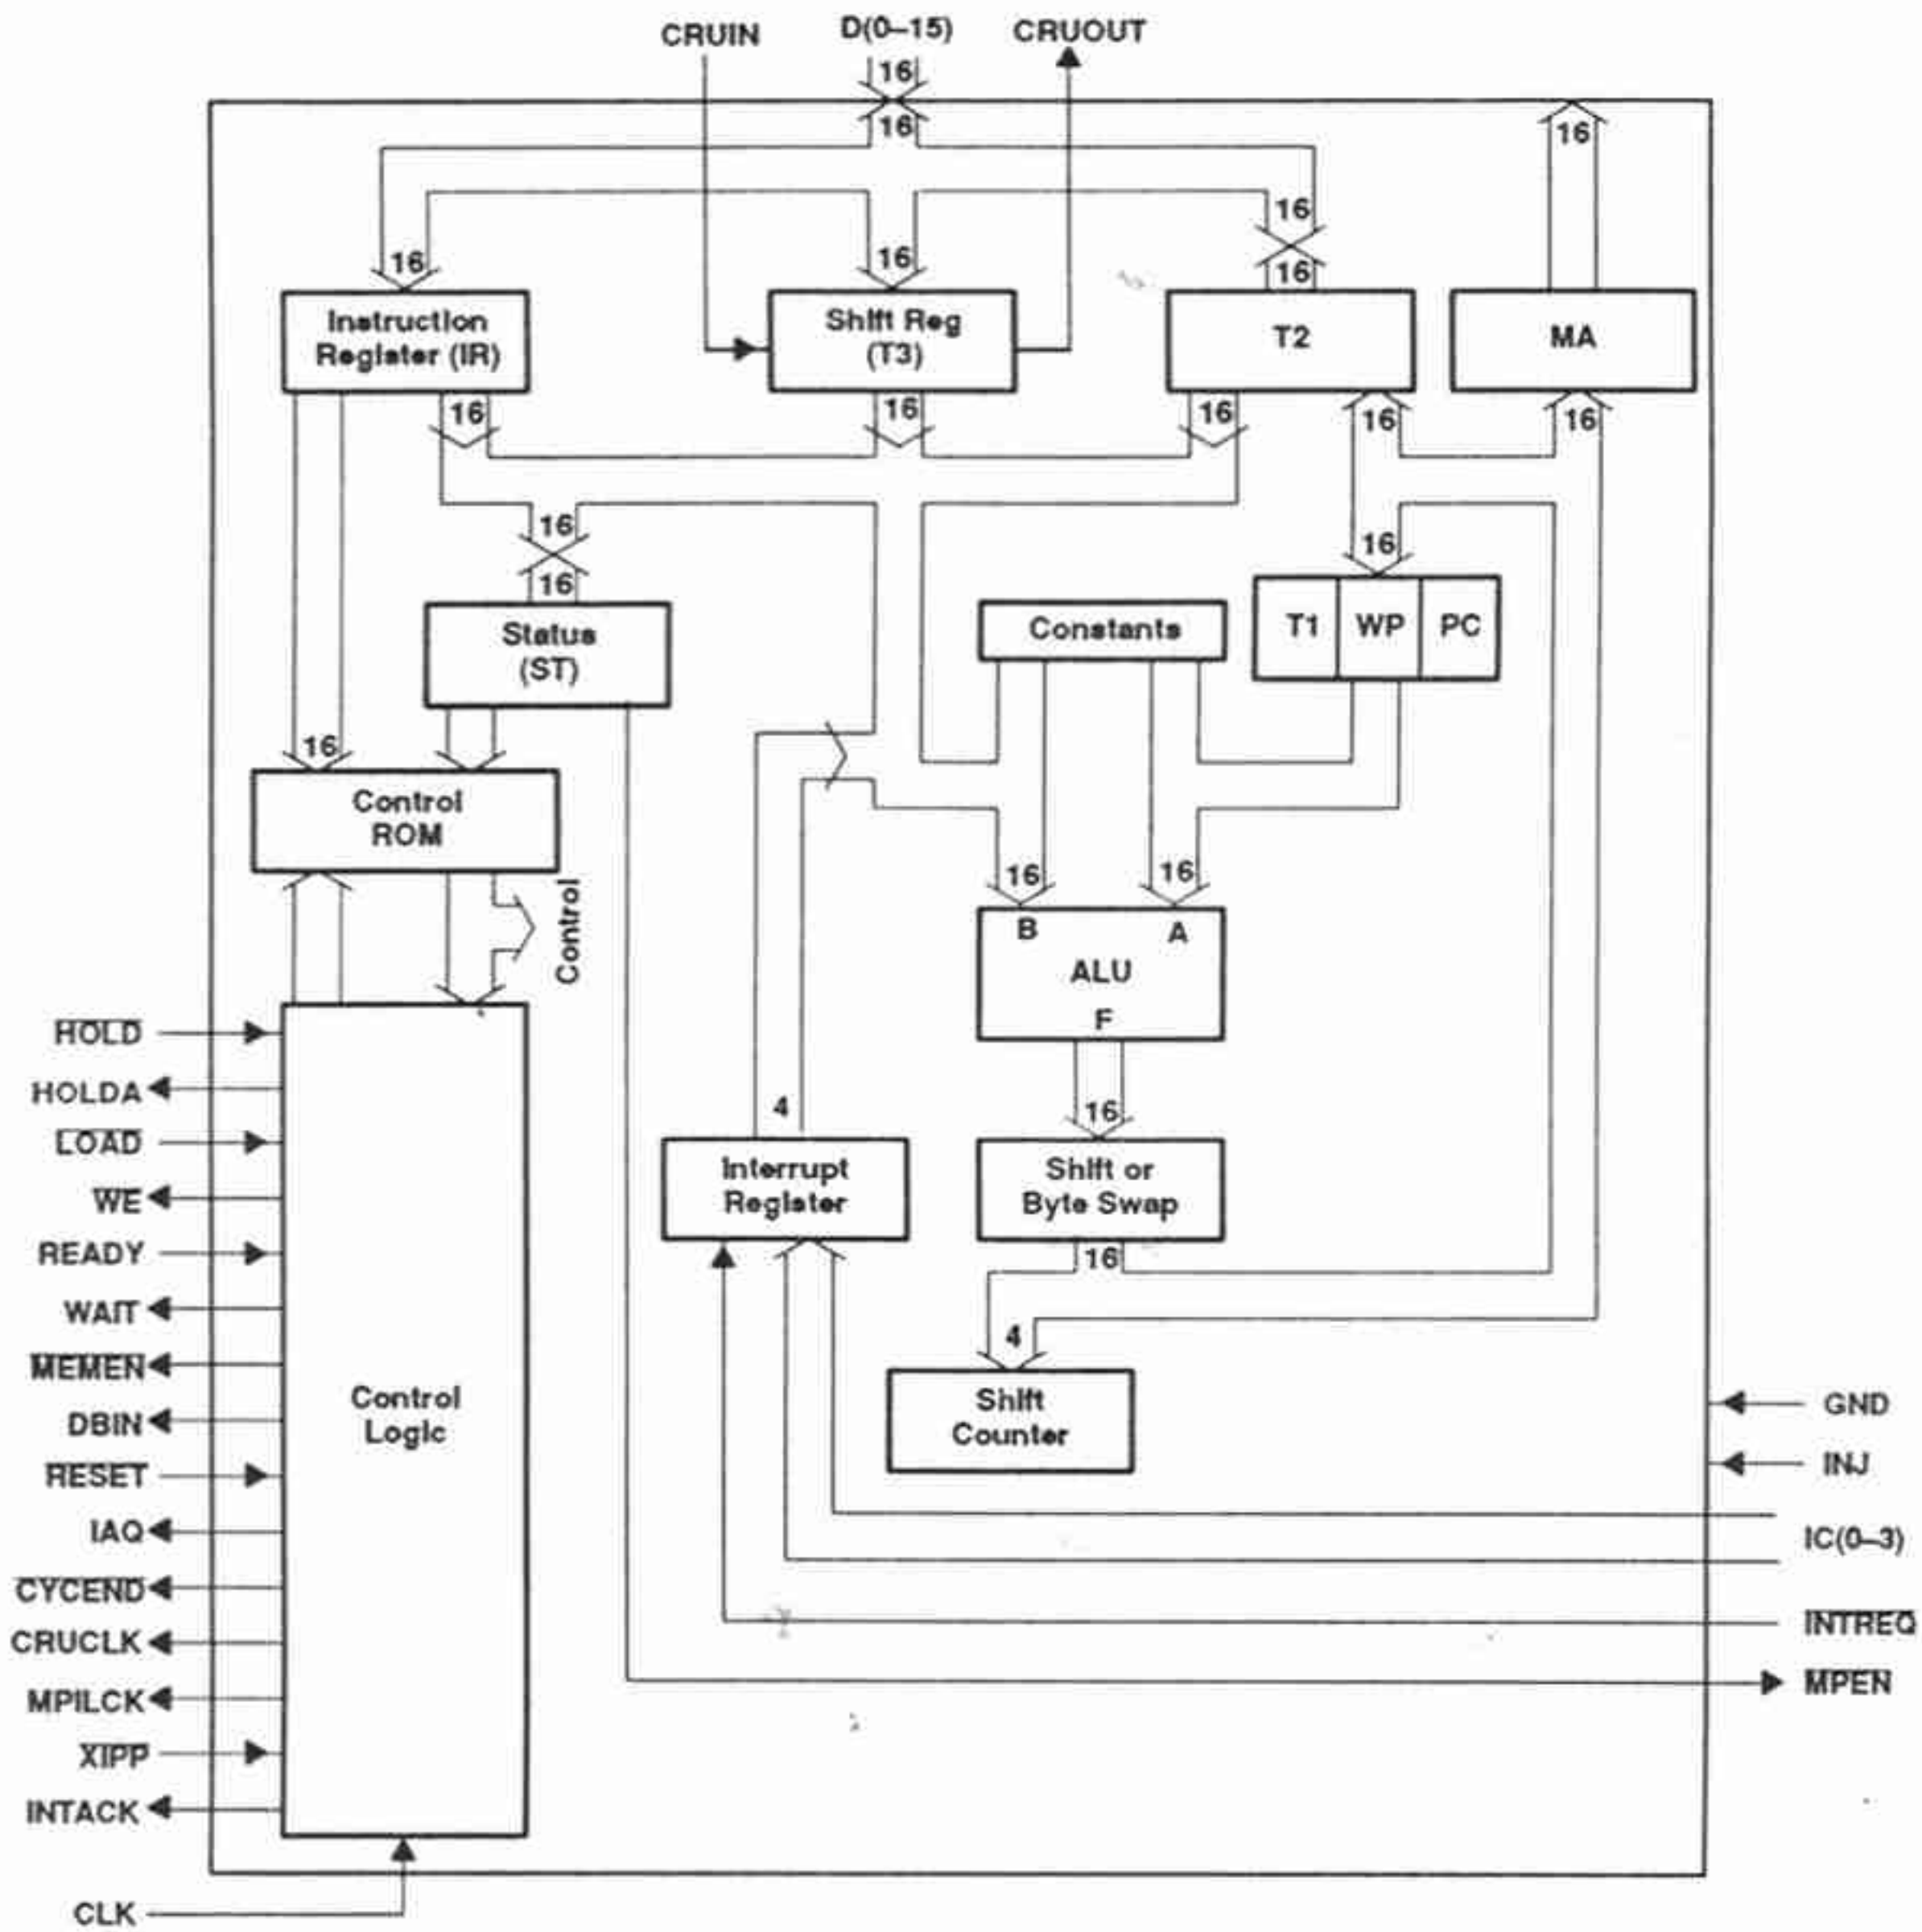 CRUIN
D(0–15)
CRUOUT
16
16
16
16
16
16
16
Instruction
Register (IR)
Shift Reg
(T3)
T2
MA
16
16
16
16
16
16
16
16
Status
(ST)
Constants
T1
WP
PC
16
Control
ROM
Control
16
16
B
A
ALU
F
HOLD
HOLDA
LOAD
WE
READY
WAIT
MEMEN
DBIN
RESET
IAQ
CYCEND
CRUCLK
MPILCK
XIPP
INTACK
CLK
Control
Logic
4
16
Interrupt
Register
Shift or
Byte Swap
16
4
Shift
Counter
GND
INJ
IC(0–3)
INTREQ
MPEN